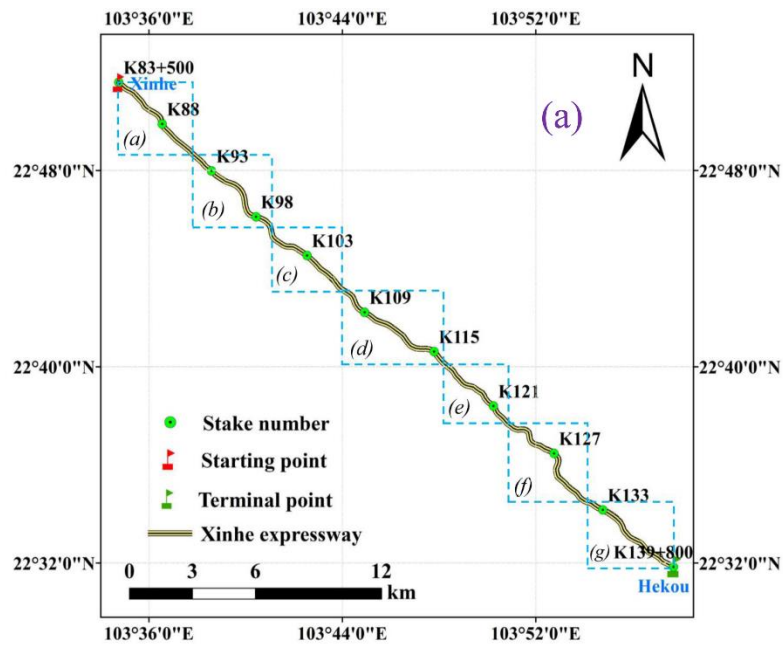 103°36'0"E 103°44'0"E 103°52'0"E
K83+500
Xinhe
N
(a)
K88
(a)
K93
22°48'0"N 22°48'0"N
(b)
K98
K103
(c)
K109
(d)
K115
22°40'0"N 22°40'0"N
(e)
K121
Stake number
K127
Starting point
(f)
Terminal point
K133
Xinhe expressway
(g) K139+800
22°32'0"N 22°32'0"N
Hekou
0 3 6 12
km
103°36'0"E 103°44'0"E 103°52'0"E